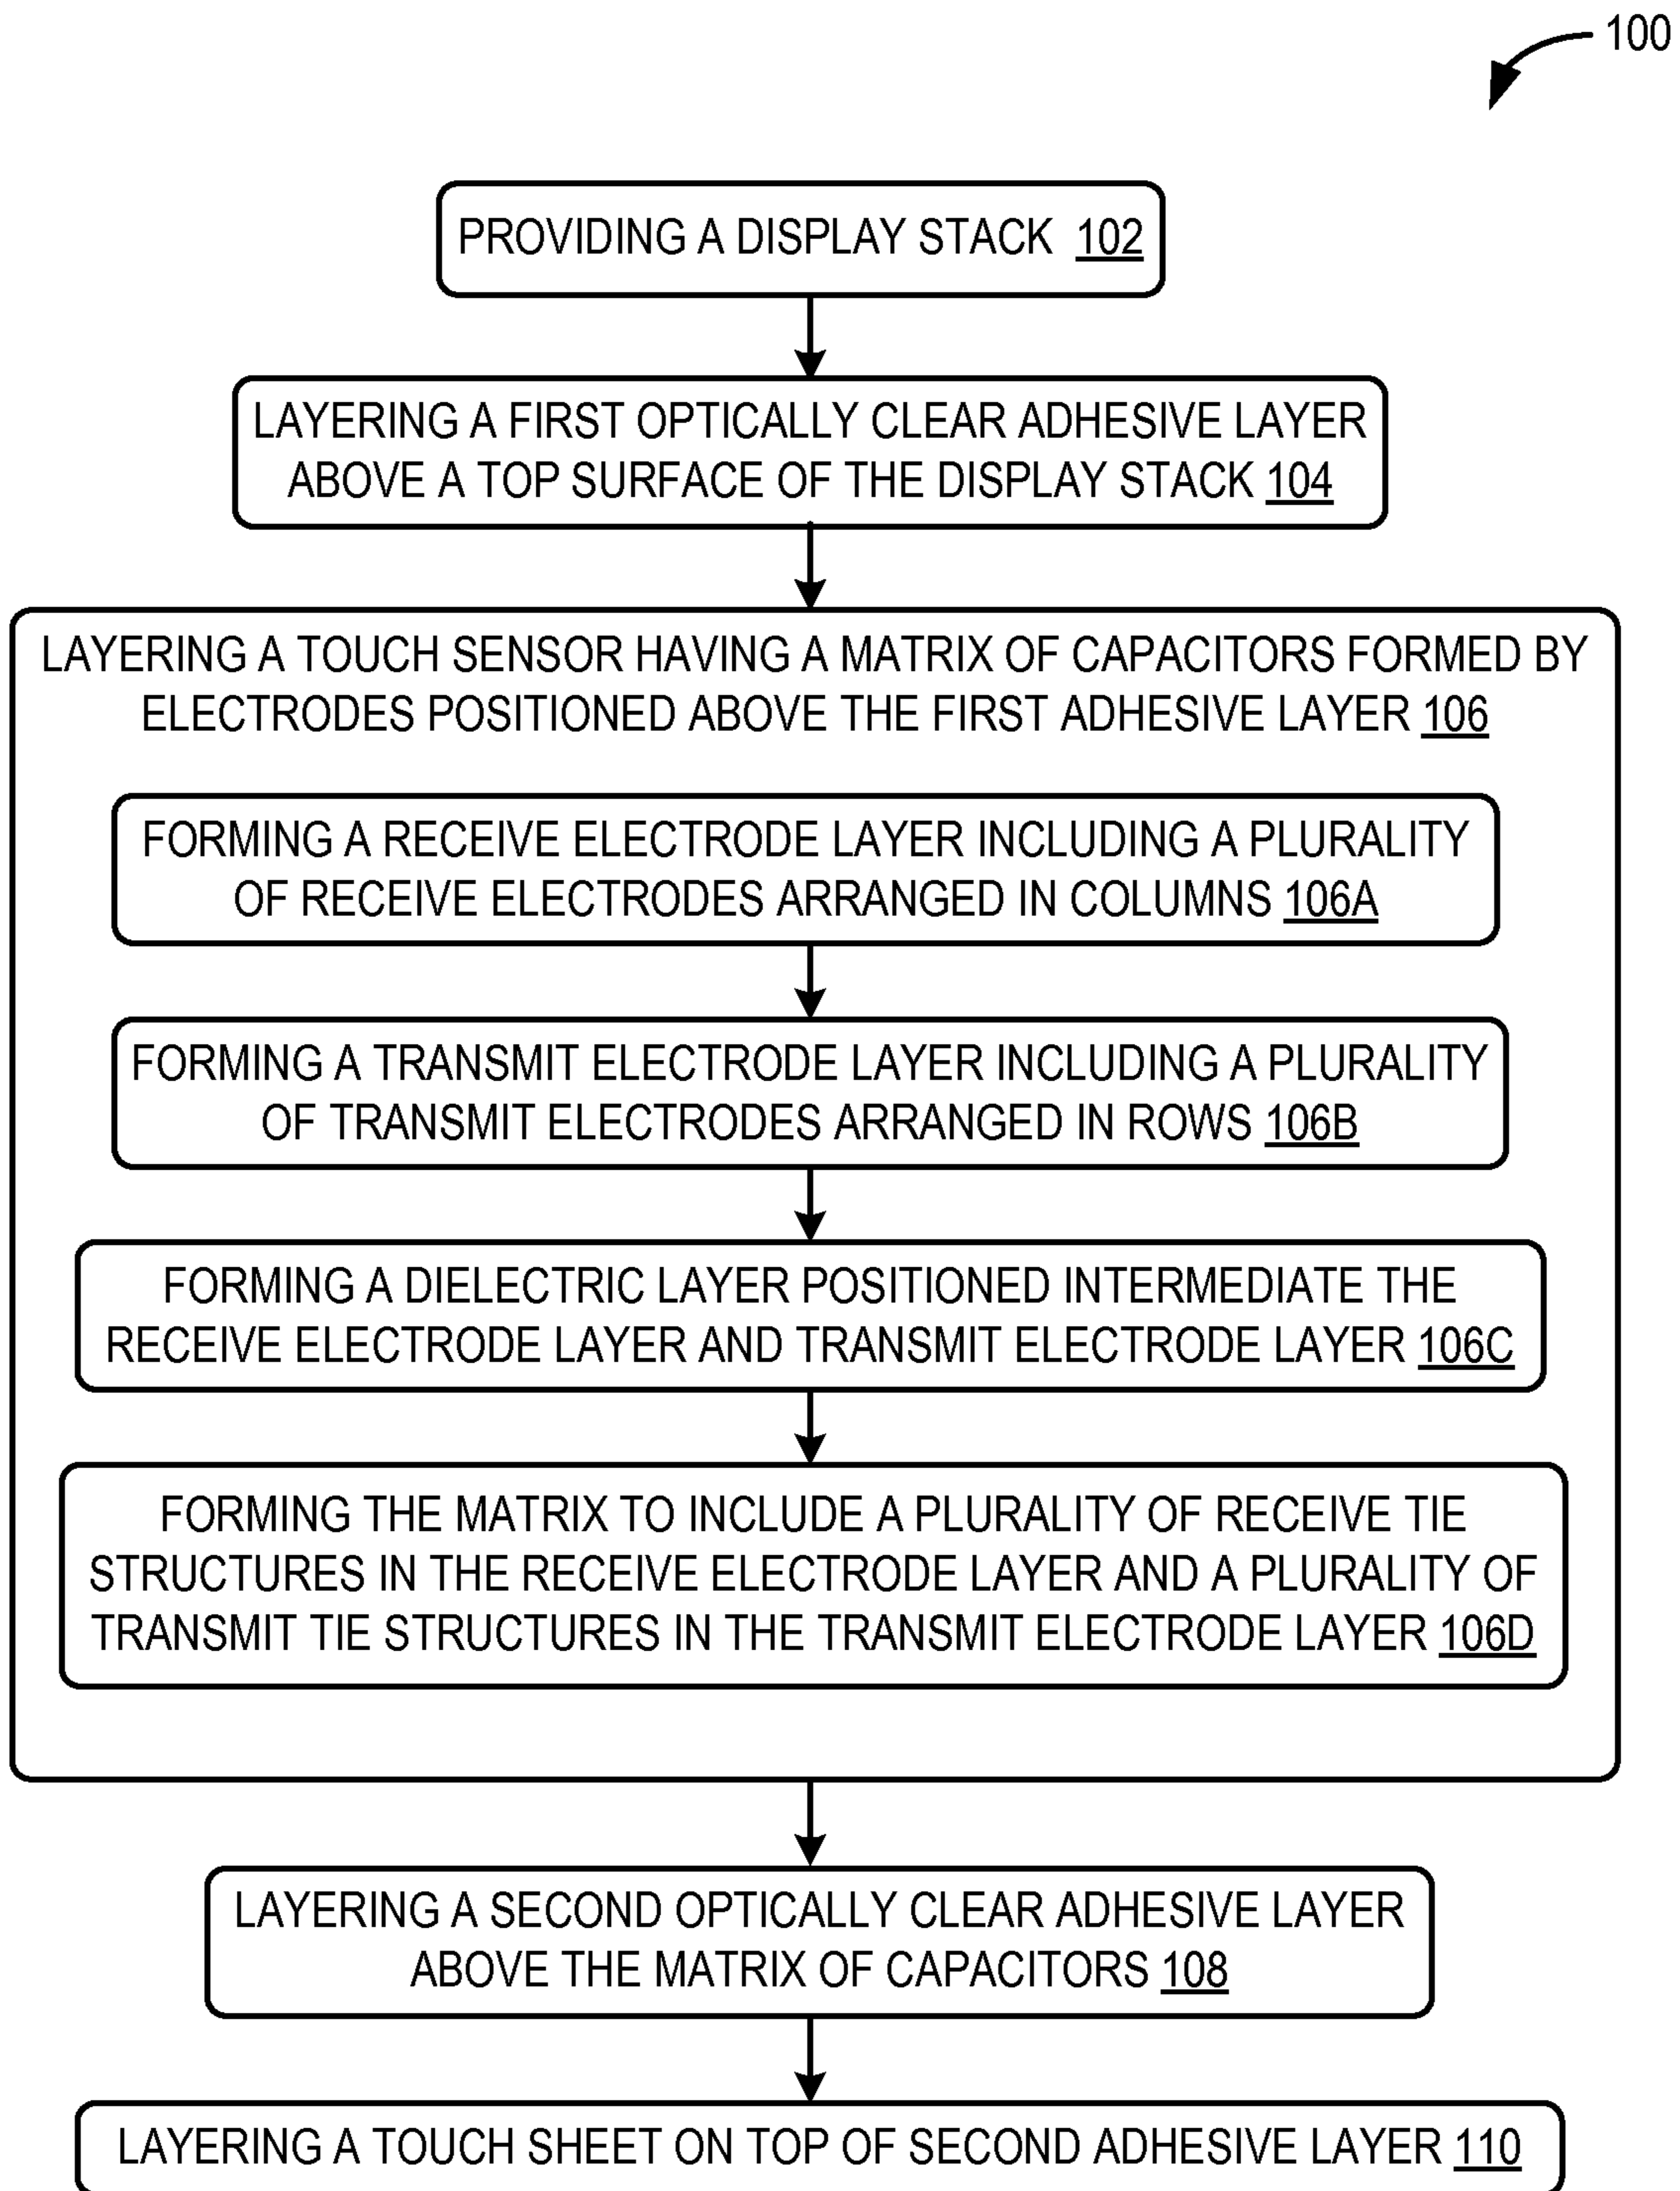 100
PROVIDING A DISPLAY STACK 102
LAYERING A FIRST OPTICALLY CLEAR ADHESIVE LAYER
ABOVE A TOP SURFACE OF THE DISPLAY STACK 104
LAYERING A TOUCH SENSOR HAVING A MATRIX OF CAPACITORS FORMED BY
ELECTRODES POSITIONED ABOVE THE FIRST ADHESIVE LAYER 106
FORMING A RECEIVE ELECTRODE LAYER INCLUDING A PLURALITY
OF RECEIVE ELECTRODES ARRANGED IN COLUMNS 106A
FORMING A TRANSMIT ELECTRODE LAYER INCLUDING A PLURALITY
OF TRANSMIT ELECTRODES ARRANGED IN ROWS 106B
FORMING A DIELECTRIC LAYER POSITIONED INTERMEDIATE THE
RECEIVE ELECTRODE LAYER AND TRANSMIT ELECTRODE LAYER 106C
FORMING THE MATRIX TO INCLUDE A PLURALITY OF RECEIVE TIE
STRUCTURES IN THE RECEIVE ELECTRODE LAYER AND A PLURALITY OF
TRANSMIT TIE STRUCTURES IN THE TRANSMIT ELECTRODE LAYER 106D
LAYERING A SECOND OPTICALLY CLEAR ADHESIVE LAYER
ABOVE THE MATRIX OF CAPACITORS 108
LAYERING A TOUCH SHEET ON TOP OF SECOND ADHESIVE LAYER 110